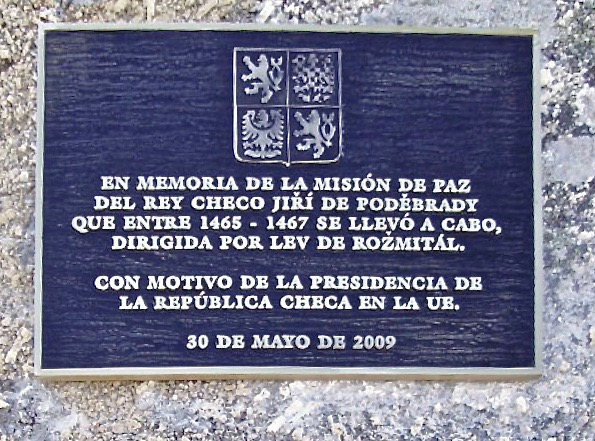 EN MEMORIA DE LA MISIÓN DE PAZ
DEL REY CHECO JIŘÍ DE PODĚBRADY
QUE ENTRE 1465 - 1467 SE LLEVÓ A CABO,
DIRIGIDA POR LEV DE ROŽMITÁL.
CON MOTIVO DE LA PRESIDENCIA DE
LA REPÚBLICA CHECA EN LA UE.
30 DE MAYO DE 2009